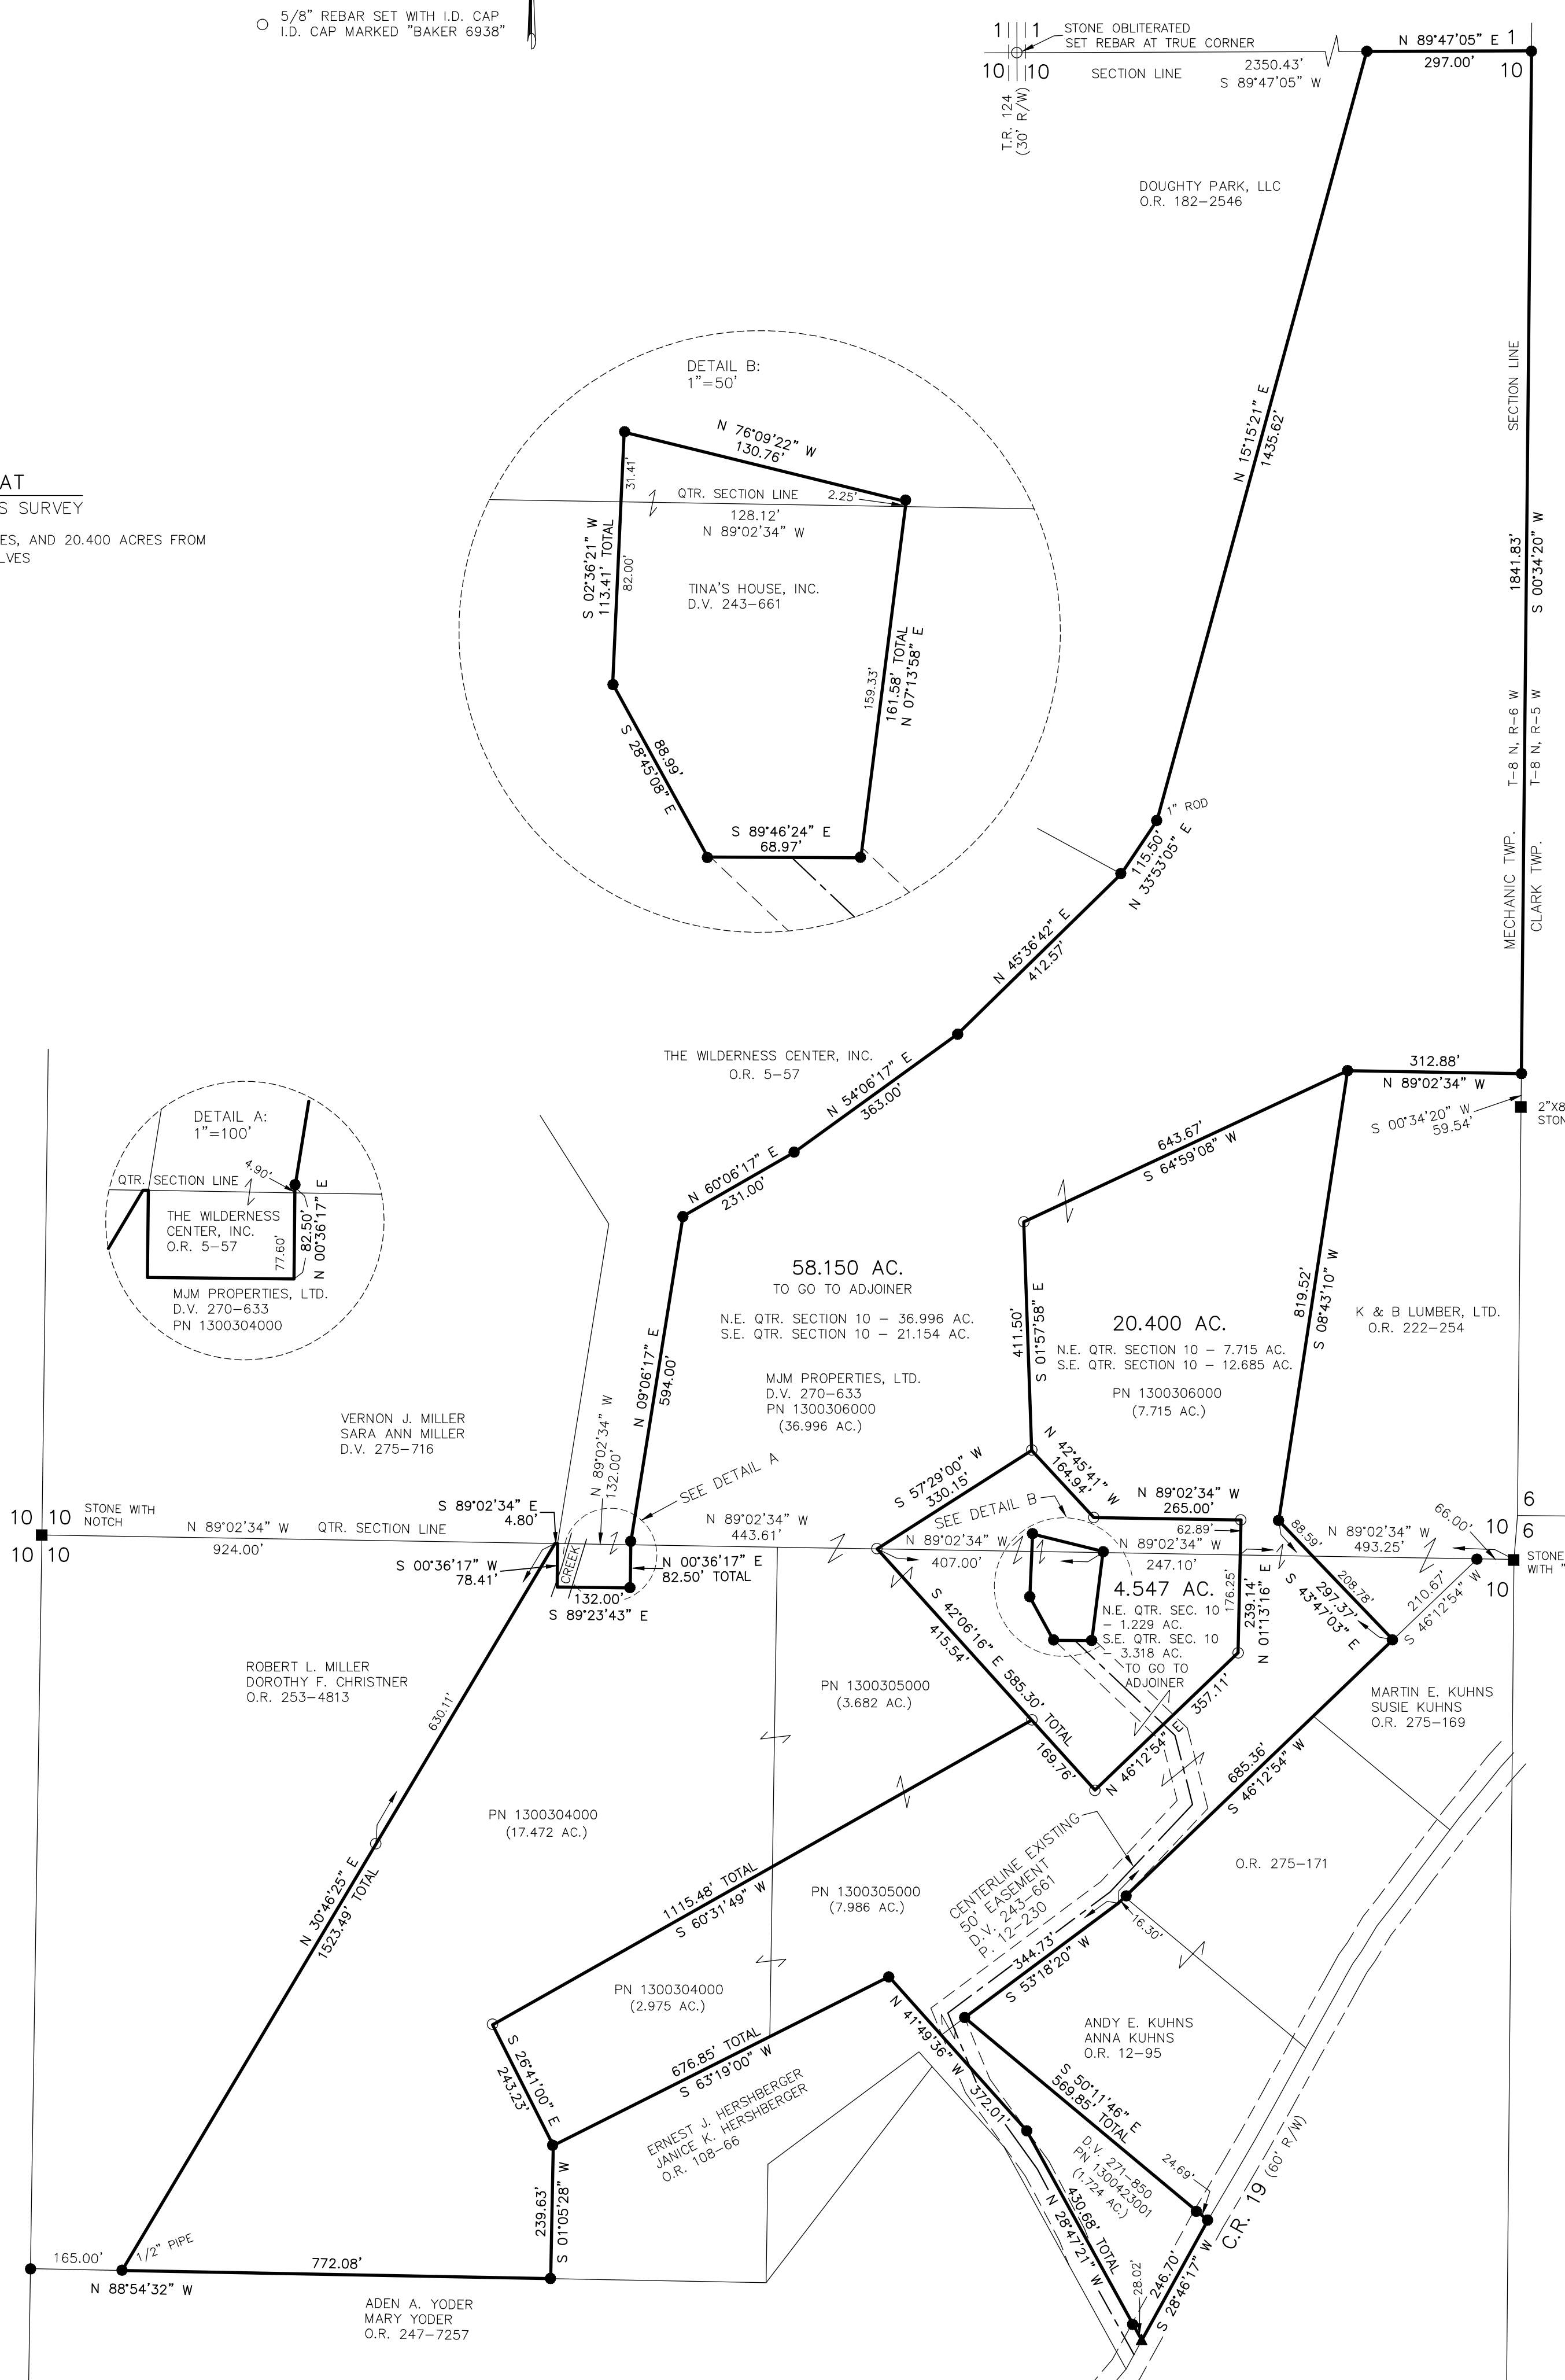 5/8" REBAR SET WITH I.D. CAP
I.D. CAP MARKED "BAKER 6938"
1 1
10 10
STONE OBLITERATED
SET REBAR AT TRUE CORNER
SECTION LINE
2350.43'
S 89°47'05" W
N 89°47'05" E
297.00'
1
10
T.R. 124
(30' R/W)
DOUGHTY PARK, LLC
O.R. 182-2546
SECTION LINE
N 15°15'21" E
1435.62'
1841.83'
S 00°34'20" W
T-8 N, R-6 W
T-8 N, R-5 W
MECHANIC TWP.
CLARK TWP.
AT
S SURVEY
ES, AND 20.400 ACRES FROM
LVES
DETAIL B:
1"=50'
N 76°09'22" W
130.76'
31.41'
QTR. SECTION LINE
2.25'
128.12'
N 89°02'34" W
S 02°36'21" W
113.41' TOTAL
82.00'
TINA'S HOUSE, INC.
D.V. 243-661
159.33'
161.58' TOTAL
N 07°13'58" E
88.99'
S 28°45'08" E
S 89°46'24" E
68.97'
1" ROD
115.50'
N 33°53'05" E
N 45°36'42" E
412.57'
THE WILDERNESS CENTER, INC.
O.R. 5-57
N 54°06'17" E
363.00'
N 60°06'17" E
231.00'
312.88'
N 89°02'34" W
S 00°34'20" W
59.54'
2"X8
STON
643.67'
S 64°59'08" W
DETAIL A:
1"=100'
4.90'
QTR. SECTION LINE
THE WILDERNESS
CENTER, INC.
O.R. 5-57
77.60'
82.50'
N 00°36'17" E
MJM PROPERTIES, LTD.
D.V. 270-633
PN 1300304000
58.150 AC.
TO GO TO ADJOINER
N.E. QTR. SECTION 10 - 36.996 AC.
S.E. QTR. SECTION 10 - 21.154 AC.
MJM PROPERTIES, LTD.
D.V. 270-633
PN 1300306000
(36.996 AC.)
411.50'
S 01°57'58" E
20.400 AC.
N.E. QTR. SECTION 10 - 7.715 AC.
S.E. QTR. SECTION 10 - 12.685 AC.
PN 1300306000
(7.715 AC.)
819.52'
S 08°43'10" W
K & B LUMBER, LTD.
O.R. 222-254
N 09°06'17" E
594.00'
VERNON J. MILLER
SARA ANN MILLER
D.V. 275-716
N 89°02'34" W
132.00'
SEE DETAIL A
S 89°02'34" E
4.80'
10 10
10 10
STONE WITH
NOTCH
N 89°02'34" W
QTR. SECTION LINE
924.00'
S 00°36'17" W
78.41'
CREEK
132.00'
S 89°23'43" E
N 00°36'17" E
82.50' TOTAL
N 89°02'34" W
443.61'
S 57°29'00" W
330.15'
N 42°45'41" W
164.94'
SEE DETAIL B
N 89°02'34" W
265.00'
62.89'
N 89°02'34" W
407.00'
N 89°02'34" W
247.10'
88.59'
N 89°02'34" W
493.25'
66.00'
6
10
6
10
STONE
WITH "
4.547 AC.
N.E. QTR. SEC. 10
- 1.229 AC.
S.E. QTR. SEC. 10
- 3.318 AC.
TO GO TO
ADJOINER
176.25'
239.14'
N 01°13'16" E
208.78'
297.37'
S 43°47'03" E
210.67'
S 46°12'54" W
S 42°06'16" E 585.30' TOTAL
415.54'
169.76'
357.11'
N 46°12'54" E
ROBERT L. MILLER
DOROTHY F. CHRISTNER
O.R. 253-4813
630.11'
PN 1300305000
(3.682 AC.)
MARTIN E. KUHNS
SUSIE KUHNS
O.R. 275-169
685.36'
S 46°12'54" W
PN 1300304000
(17.472 AC.)
N 30°46'25" E
1523.49' TOTAL
1115.48' TOTAL
S 60°31'49" W
PN 1300305000
(7.986 AC.)
CENTERLINE EXISTING
50' EASEMENT
D.V. 243-661
P. 12-230
O.R. 275-171
16.30'
344.73'
S 53°18'20" W
PN 1300304000
(2.975 AC.)
S 26°41'00" E
243.23'
676.85' TOTAL
S 63°19'00" W
N 41°49'36" W
372.01'
ANDY E. KUHNS
ANNA KUHNS
O.R. 12-95
S 50°11'46" E
569.85' TOTAL
ERNEST J. HERSHBERGER
JANICE K. HERSHBERGER
O.R. 108-66
D.V. 271-850
PN 1300423001
(1.724 AC.)
24.69'
C.R. 19 (60' R/W)
239.63'
S 01°05'28" W
430.68' TOTAL
N 28°47'21" W
28.02'
246.70'
S 28°46'17" W
165.00'
1/2" PIPE
772.08'
N 88°54'32" W
ADEN A. YODER
MARY YODER
O.R. 247-7257